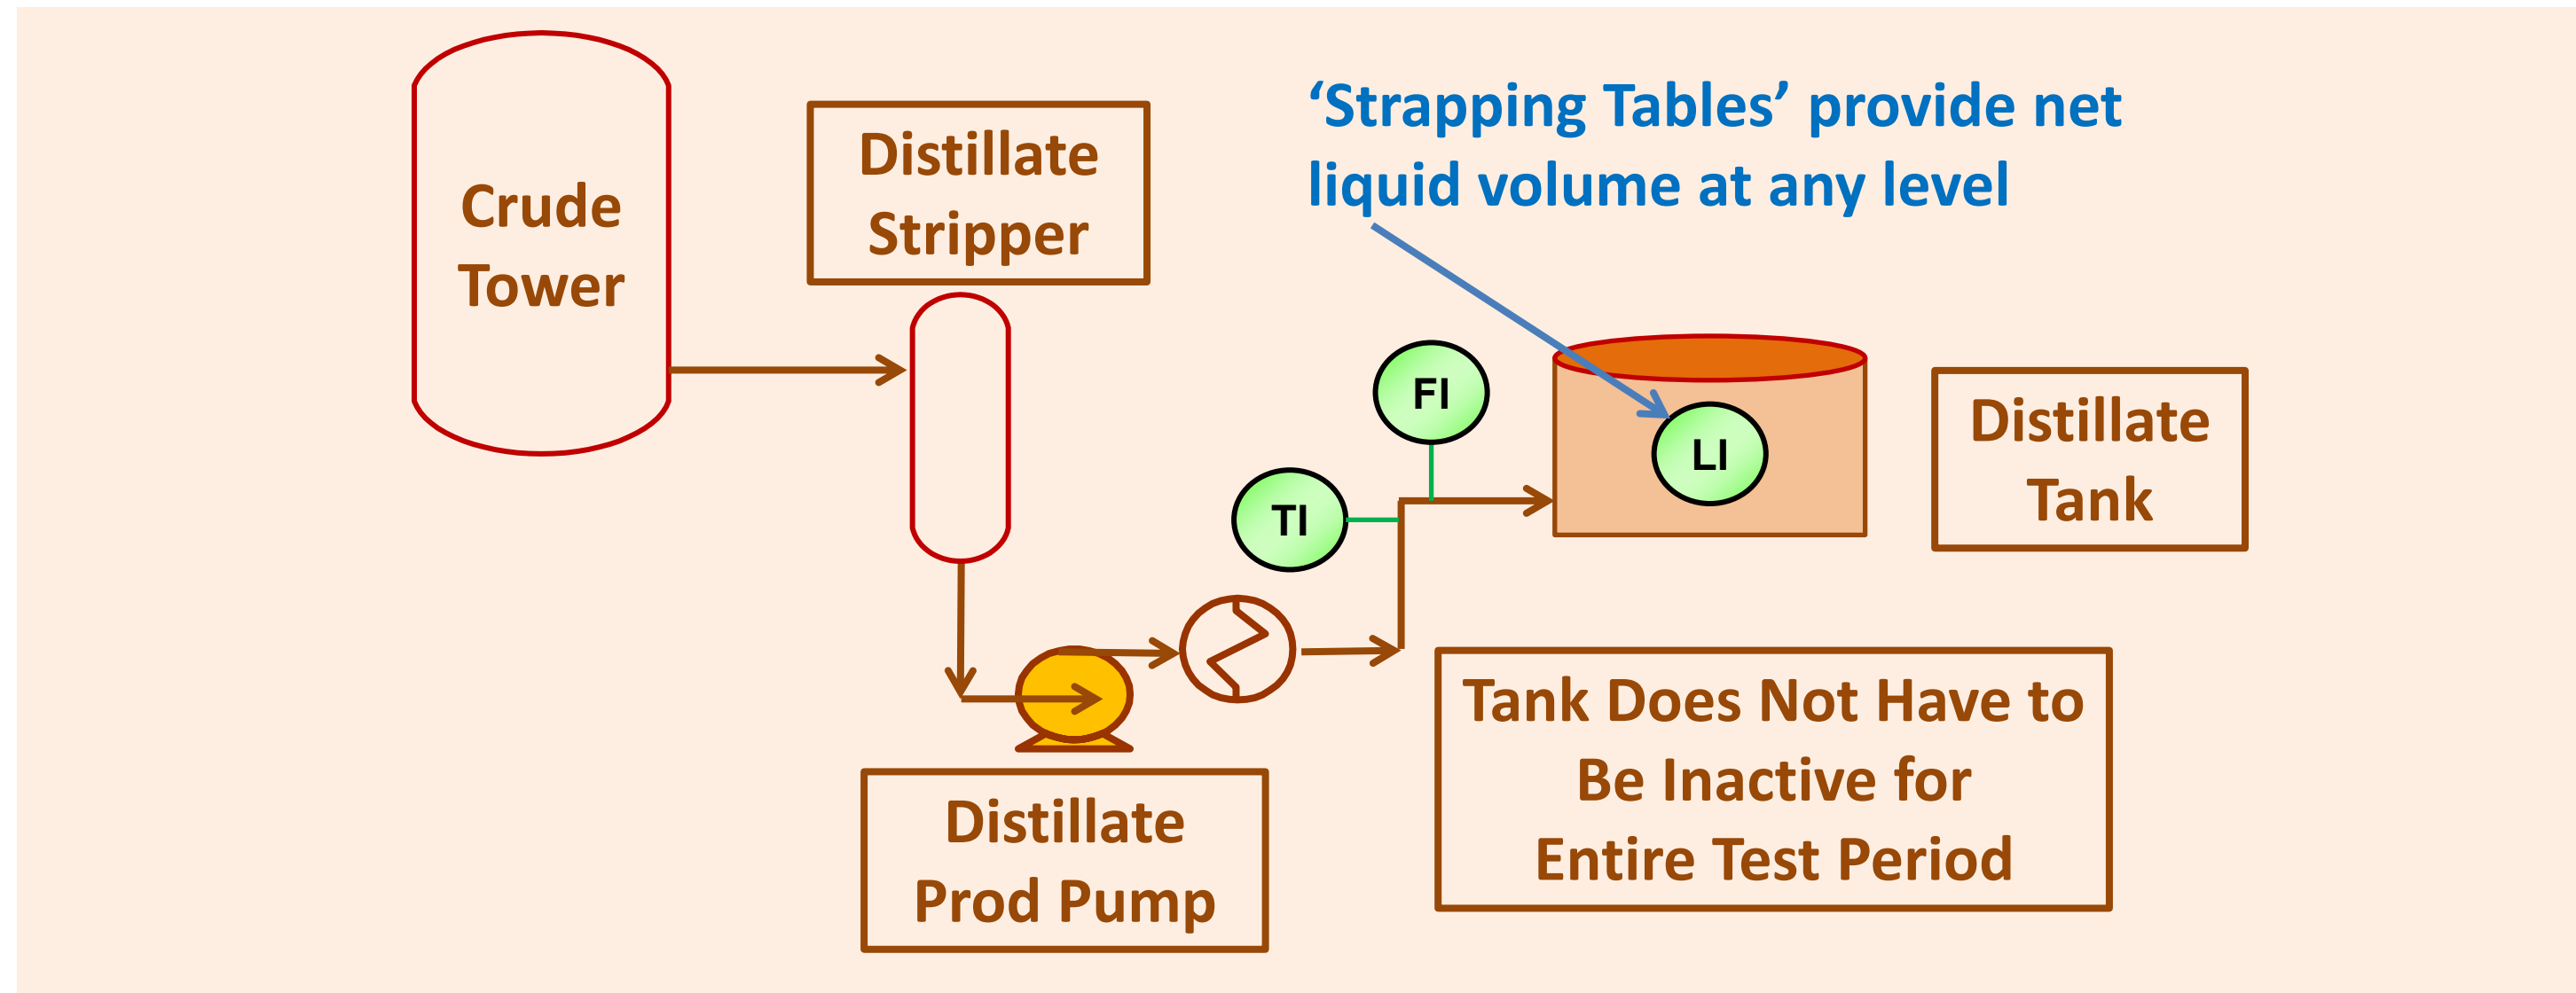 Crude
Tower
Distillate
Stripper
‘Strapping Tables’ provide net
liquid volume at any level
FI
TI
LI
Distillate
Tank
Distillate
Prod Pump
Tank Does Not Have to
Be Inactive for
Entire Test Period